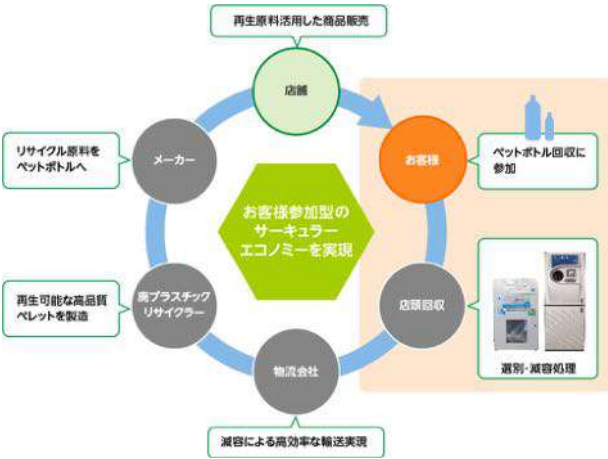 再生原料活用した商品販売
店舗
お客様
ペットボトル回収に
参加
店頭回収
選別・減容処理
物流会社
減容による高効率な輸送実現
廃プラスチック
リサイクラー
再生可能な高品質
ペレットを製造
メーカー
リサイクル原料を
ペットボトルへ
お客様参加型の
サーキュラー
エコノミーを実現